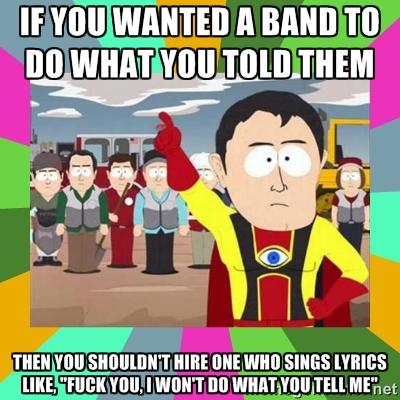 IF YOU WANTED A BAND TO
DO WHAT YOU TOLD THEM
THEN YOU SHOULDN'T HIRE ONE WHO SINGS LYRICS
LIKE, "FUCK YOU, I WON'T DO WHAT YOU TELL ME"